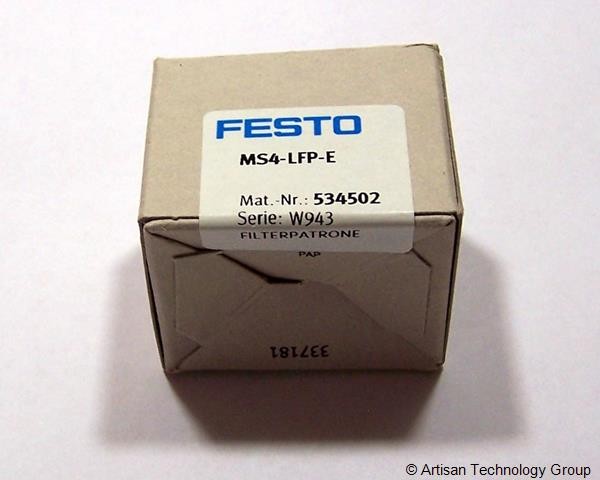 FESTO
MS4-LFP-E
Mat.-Nr.: 534502
Serie: W943
FILTERPATRONE
PAP
337181
© Artisan Technology Group